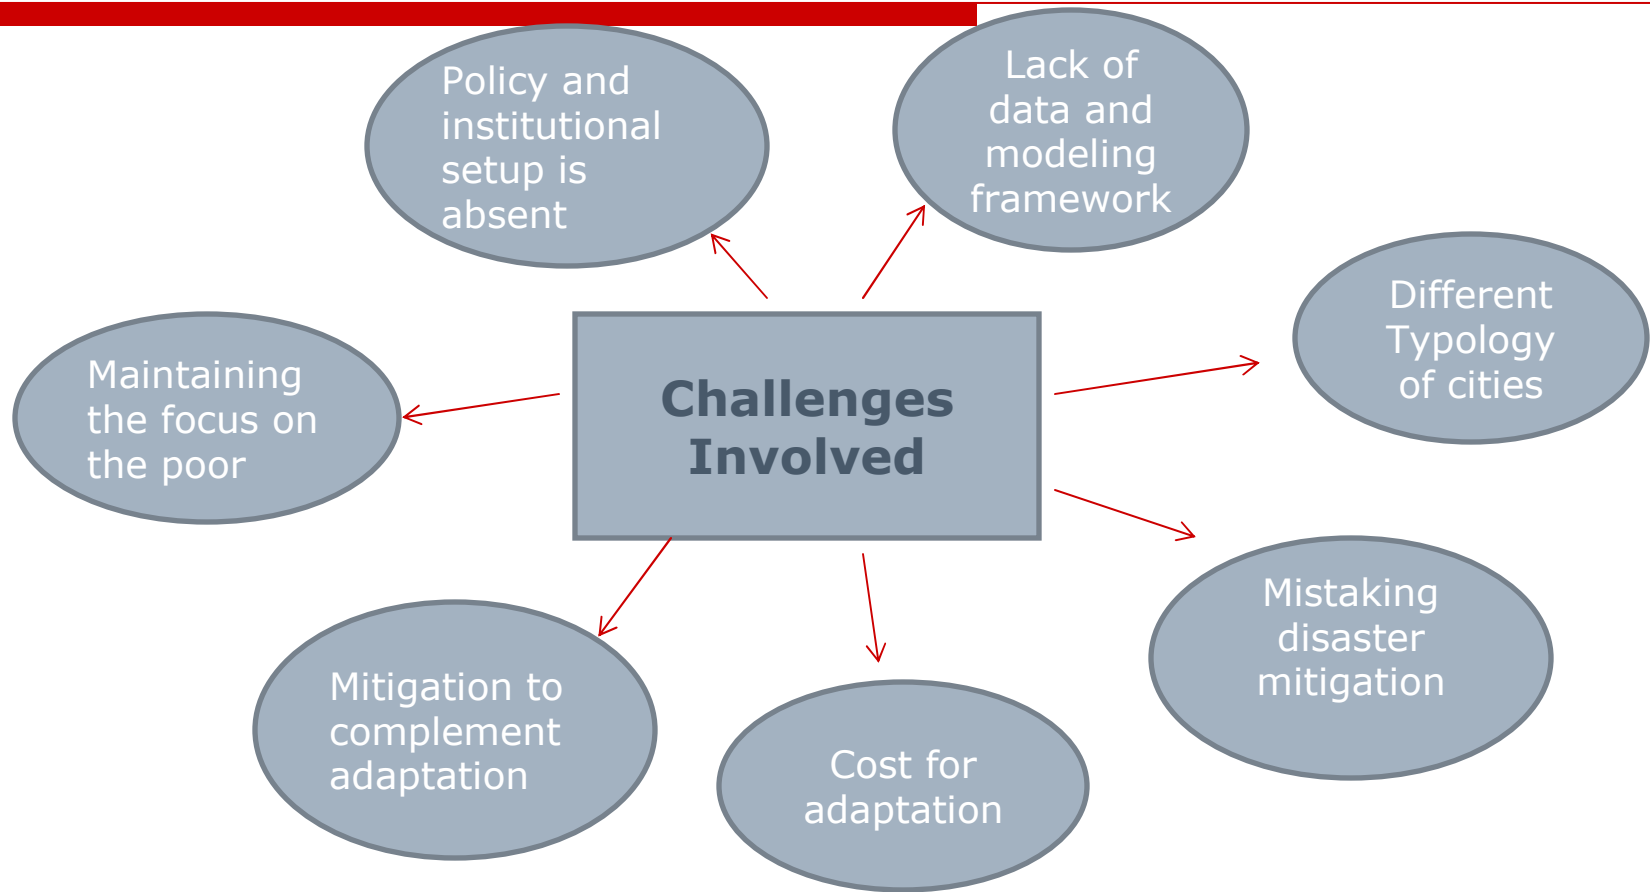 Policy and
institutional
setup is
absent
Lack of
data and
modeling
framework
Different
Typology
of cities
Maintaining
the focus on
the poor
Challenges
Involved
Mistaking
disaster
mitigation
Mitigation to
complement
adaptation
Cost for
adaptation